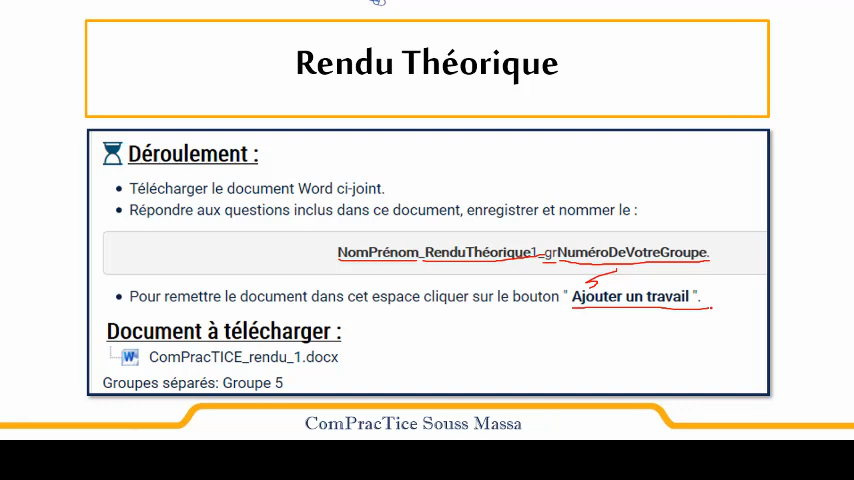 Rendu Théorique
Déroulement :
• Télécharger le document Word ci-joint.
• Répondre aux questions inclus dans ce document, enregistrer et nommer le :
NomPrénom_RenduThéorique1_grNuméroDeVotreGroupe.
• Pour remettre le document dans cet espace cliquer sur le bouton " Ajouter un travail ".
Document à télécharger :
ComPracTICE_rendu_1.docx
Groupes séparés: Groupe 5
ComPracTice Souss Massa